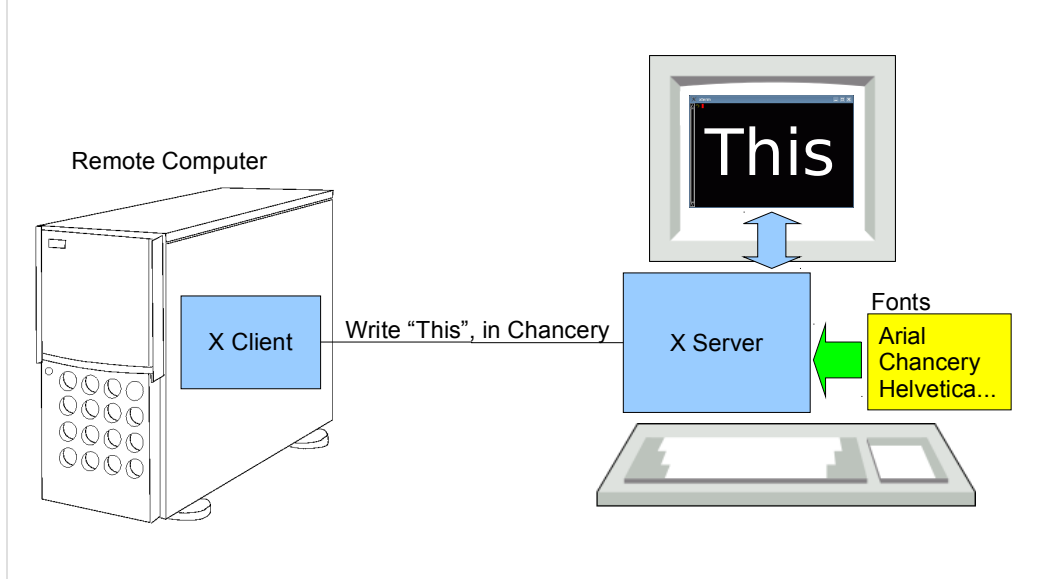 Remote Computer
X Client
Write “This”, in Chancery
This
X Server
Fonts
Arial
Chancery
Helvetica...